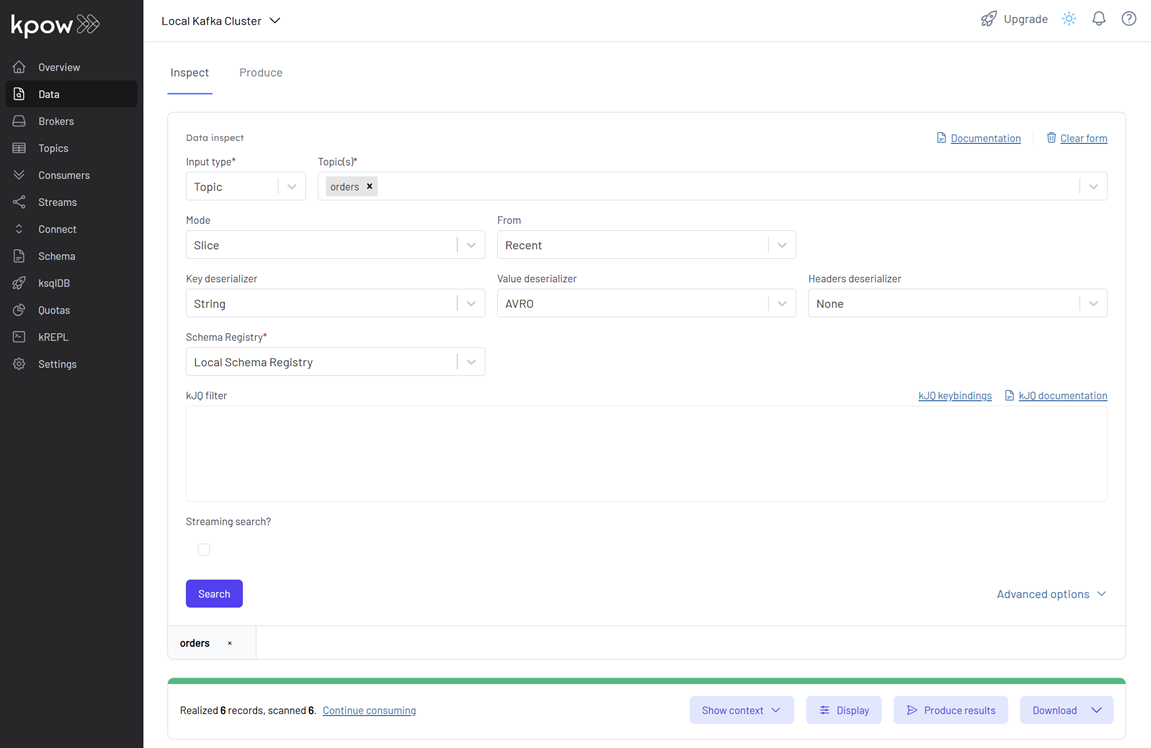 kpow
Local Kafka Cluster
Upgrade
Overview
Data
Brokers
Topics
Consumers
Streams
Connect
Schema
ksqlDB
Quotas
kREPL
Settings
Inspect Produce
Data inspect
Documentation Clear form
Input type* Topic(s)*
Topic orders ×
Mode From
Slice Recent
Key deserializer Value deserializer Headers deserializer
String AVRO None
Schema Registry*
Local Schema Registry
kJQ filter kJQ keybindings kJQ documentation
Streaming search?
Search Advanced options
orders ×
Realized 6 records, scanned 6. Continue consuming Show context Display Produce results Download